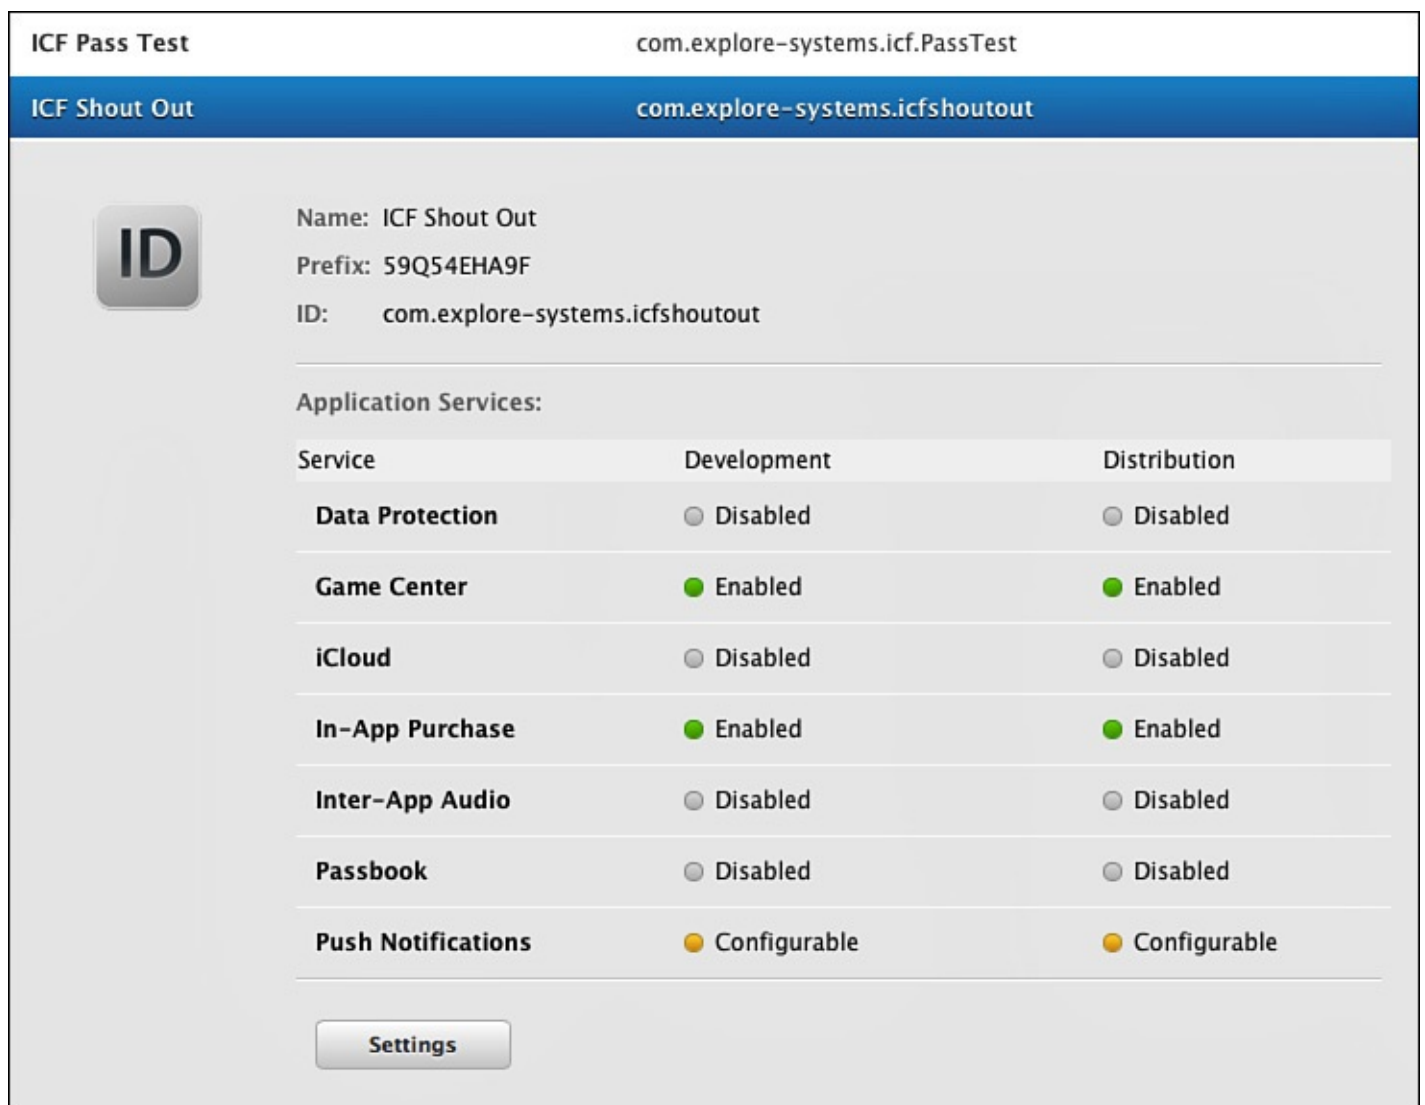 ICF Pass Test com.explore-systems.icf.PassTest
ICF Shout Out com.explore-systems.icfshoutout
ID
Name: ICF Shout Out
Prefix: 59Q54EHA9F
ID: com.explore-systems.icfshoutout
Application Services:
Service Development Distribution
Data Protection Disabled Disabled
Game Center Enabled Enabled
iCloud Disabled Disabled
In-App Purchase Enabled Enabled
Inter-App Audio Disabled Disabled
Passbook Disabled Disabled
Push Notifications Configurable Configurable
Settings